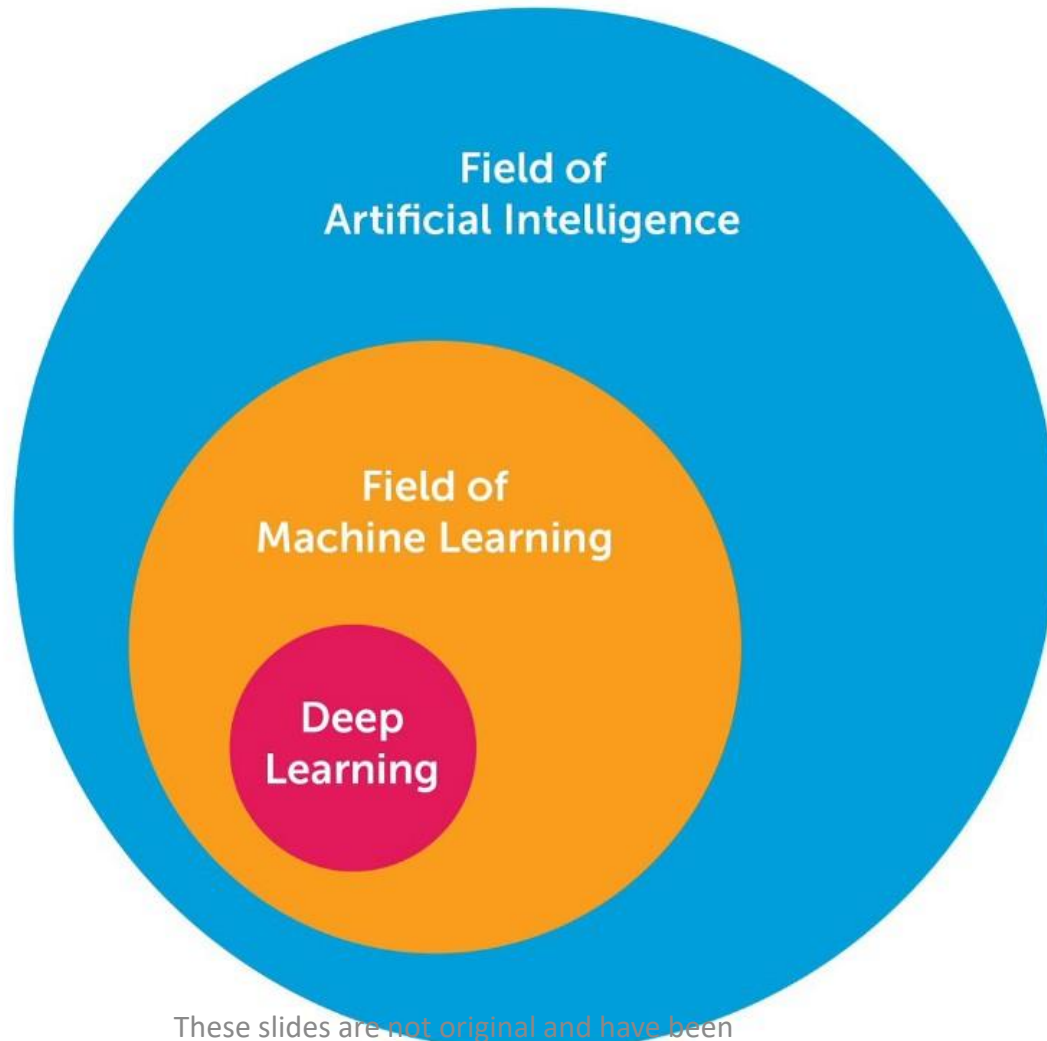 Field of
Artificial Intelligence
Field of
Machine Learning
Deep
Learning
These slides are not original and have been